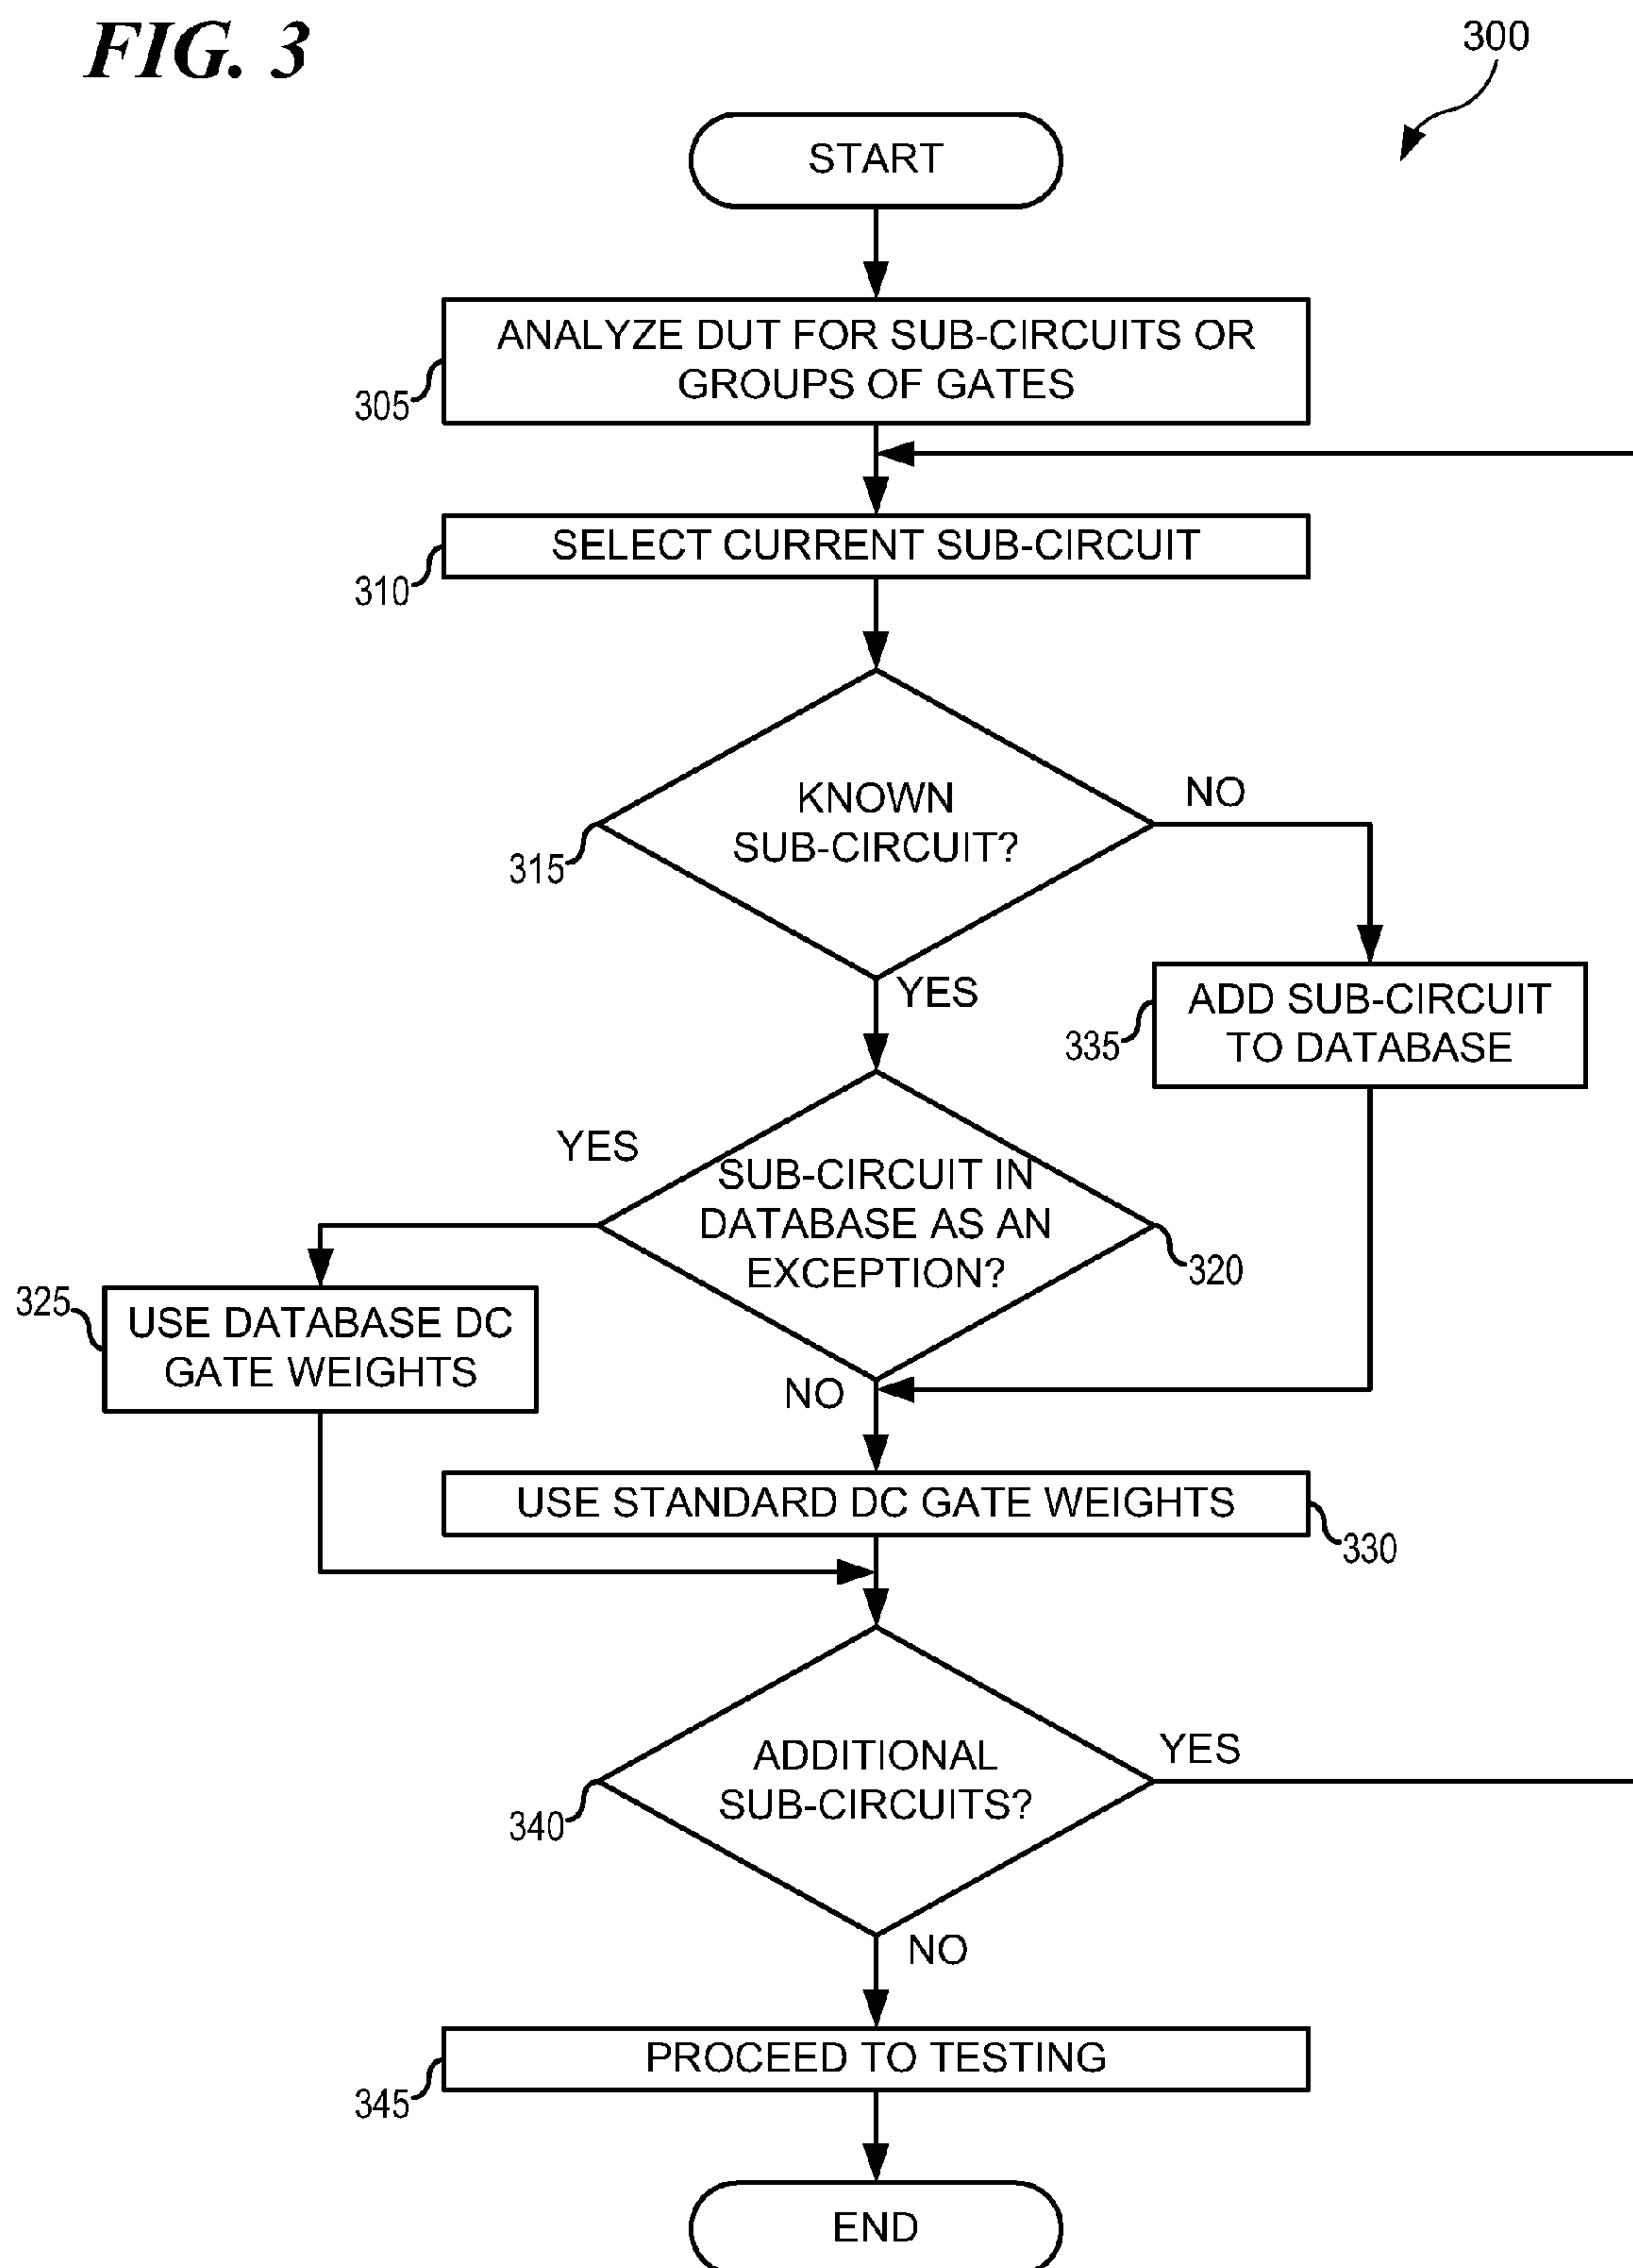 FIG. 3
300
START
ANALYZE DUT FOR SUB-CIRCUITS OR
GROUPS OF GATES
305
SELECT CURRENT SUB-CIRCUIT
310
KNOWN
SUB-CIRCUIT?
315
NO
YES
ADD SUB-CIRCUIT
TO DATABASE
335
YES
SUB-CIRCUIT IN
DATABASE AS AN
EXCEPTION?
320
325
USE DATABASE DC
GATE WEIGHTS
NO
USE STANDARD DC GATE WEIGHTS
330
ADDITIONAL
SUB-CIRCUITS?
340
YES
NO
PROCEED TO TESTING
345
END